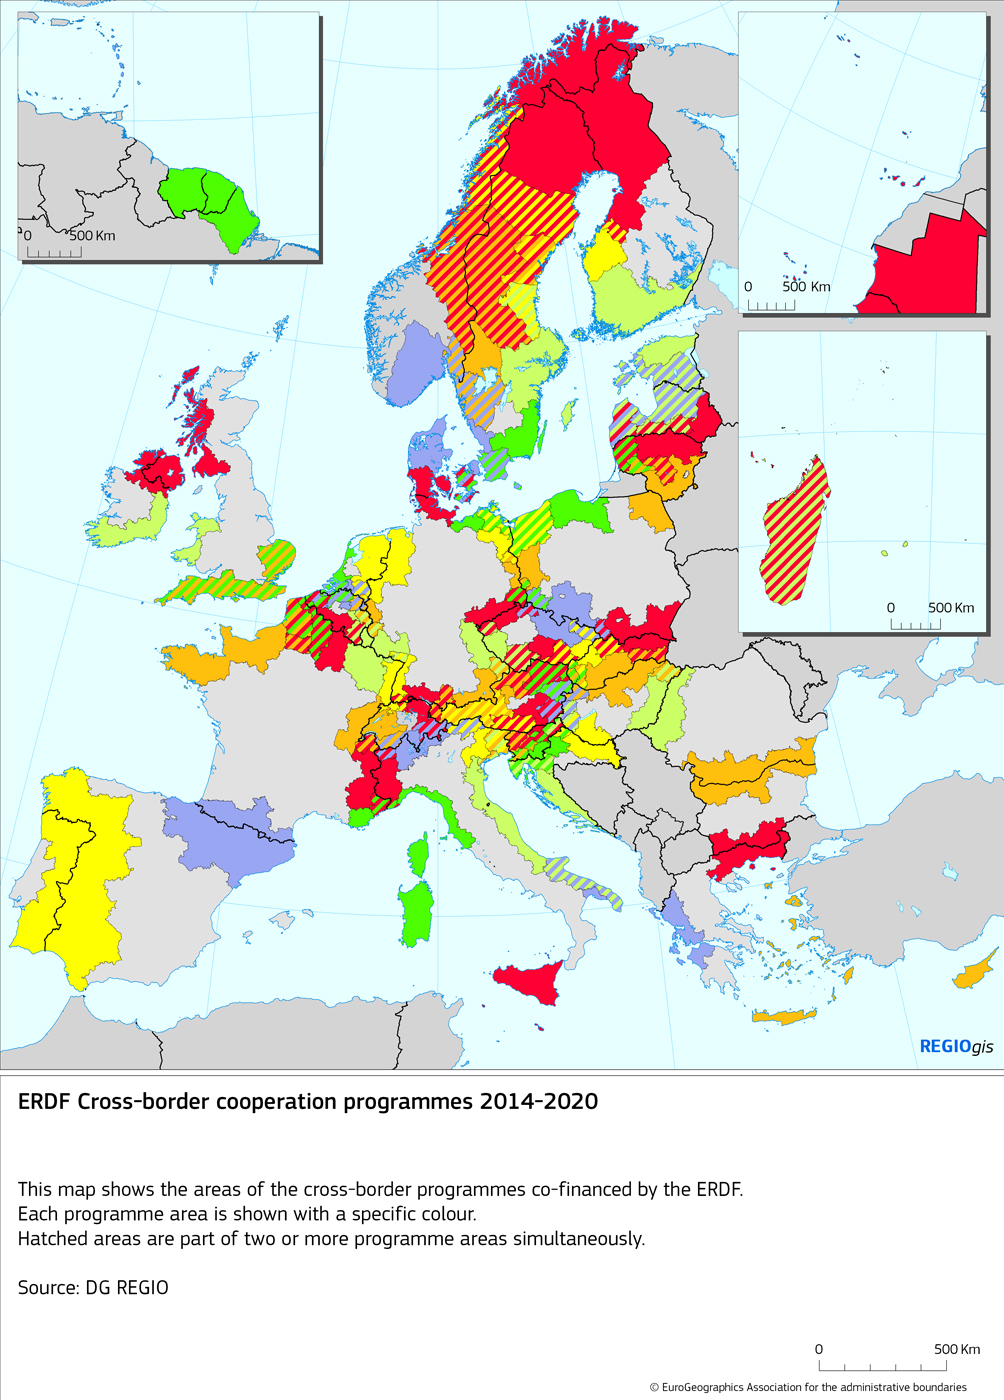 0 500 Km
0 500 Km
0 500 Km
REGIOgis
ERDF Cross-border cooperation programmes 2014-2020
This map shows the areas of the cross-border programmes co-financed by the ERDF.
Each programme area is shown with a specific colour.
Hatched areas are part of two or more programme areas simultaneously.
Source: DG REGIO
0 500 Km
© EuroGeographics Association for the administrative boundaries